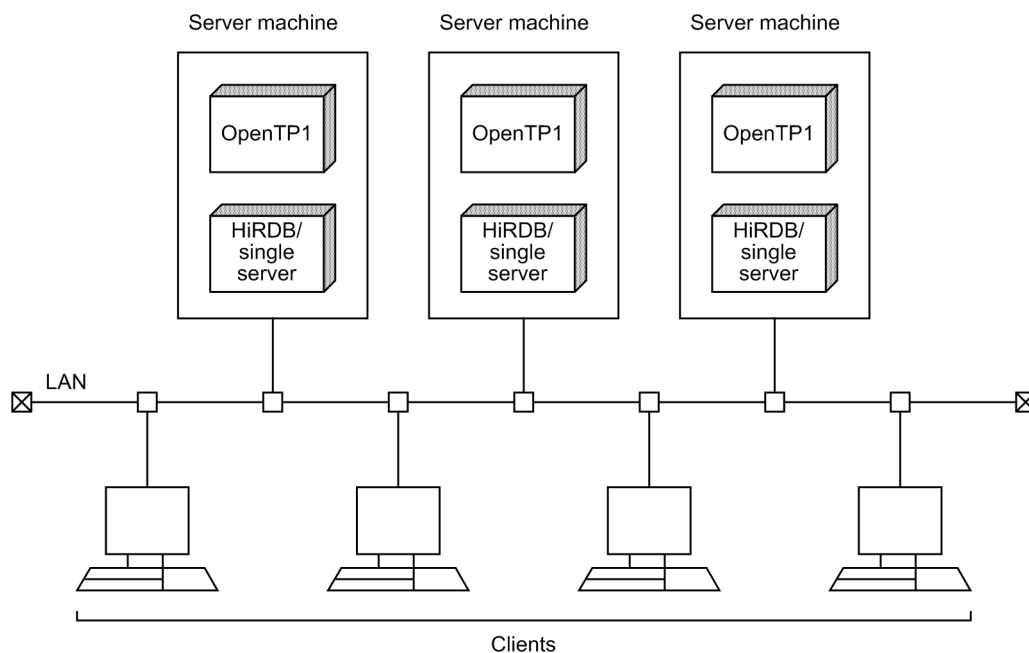 Server machine
Server machine
Server machine
OpenTP1
OpenTP1
OpenTP1
HiRDB/
single
server
HiRDB/
single
server
HiRDB/
single
server
LAN
Clients